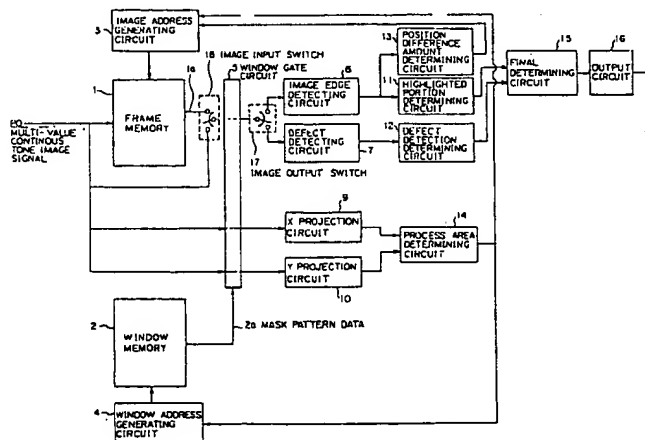 3
IMAGE ADDRESS
GENERATING
CIRCUIT
1
FRAME
MEMORY
PO
MULTI-VALUE
CONTINOUS
TONE IMAGE
SIGNAL
1a
18 IMAGE INPUT SWITCH
5 WINDOW GATE
CIRCUIT
6
IMAGE EDGE
DETECTING
CIRCUIT
DEFECT
DETECTING
CIRCUIT
7
17
IMAGE OUTPUT SWITCH
13
POSITION
DIFFERENCE
AMOUNT
DETERMINING
CIRCUIT
11
HIGHLIGHTED
PORTION
DETERMINING
CIRCUIT
12
DEFECT
DETECTION
DETERMINING
CIRCUIT
15
FINAL
DETERMINING
CIRCUIT
16
OUTPUT
CIRCUIT
9
X PROJECTION
CIRCUIT
Y PROJECTION
CIRCUIT
10
14
PROCESS AREA
DETERMINING
CIRCUIT
2
WINDOW
MEMORY
2a MASK PATTERN DATA
4
WINDOW ADDRESS
GENERATING
CIRCUIT